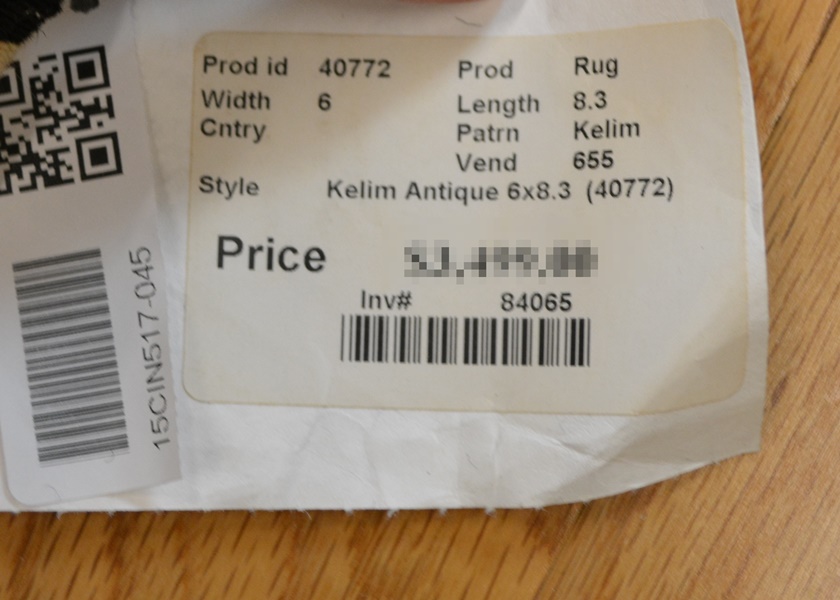 Prod id 40772 Prod Rug
Width 6 Length 8.3
Cntry Patrn Kelim
Vend 655
Style Kelim Antique 6x8.3 (40772)
Price
Inv# 84065
15CIN517-045